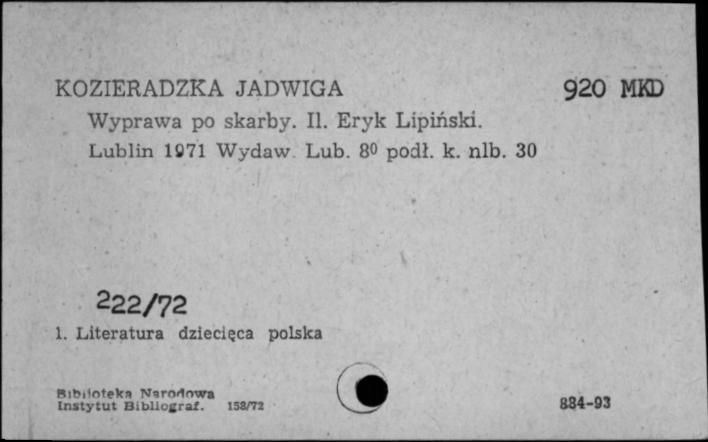 KOZIERADZKA JADWIGA 920 MKD
Wyprawa po skarby. Il. Eryk Lipiński.
Lublin 1971 Wydaw. Lub. 8⁰ podł. k. nlb. 30
222/72
1. Literatura dziecięca polska
Biblioteka Narodowa
Instytut Bibliograf. 158/72 884-93